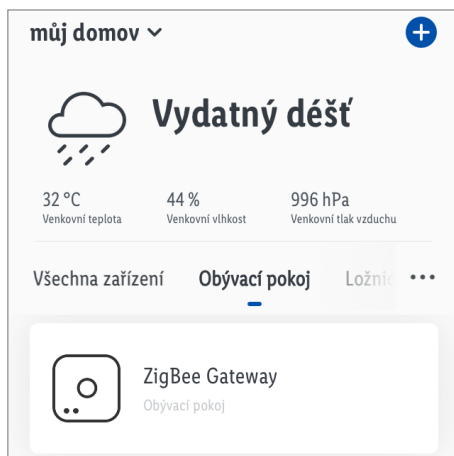 můj domov
Vydatný déšť
32 °C 44 % 996 hPa
Venkovní teplota Venkovní vlhkost Venkovní tlak vzduchu
Všechna zařízení Obývací pokoj Ložnic
ZigBee Gateway
Obývací pokoj